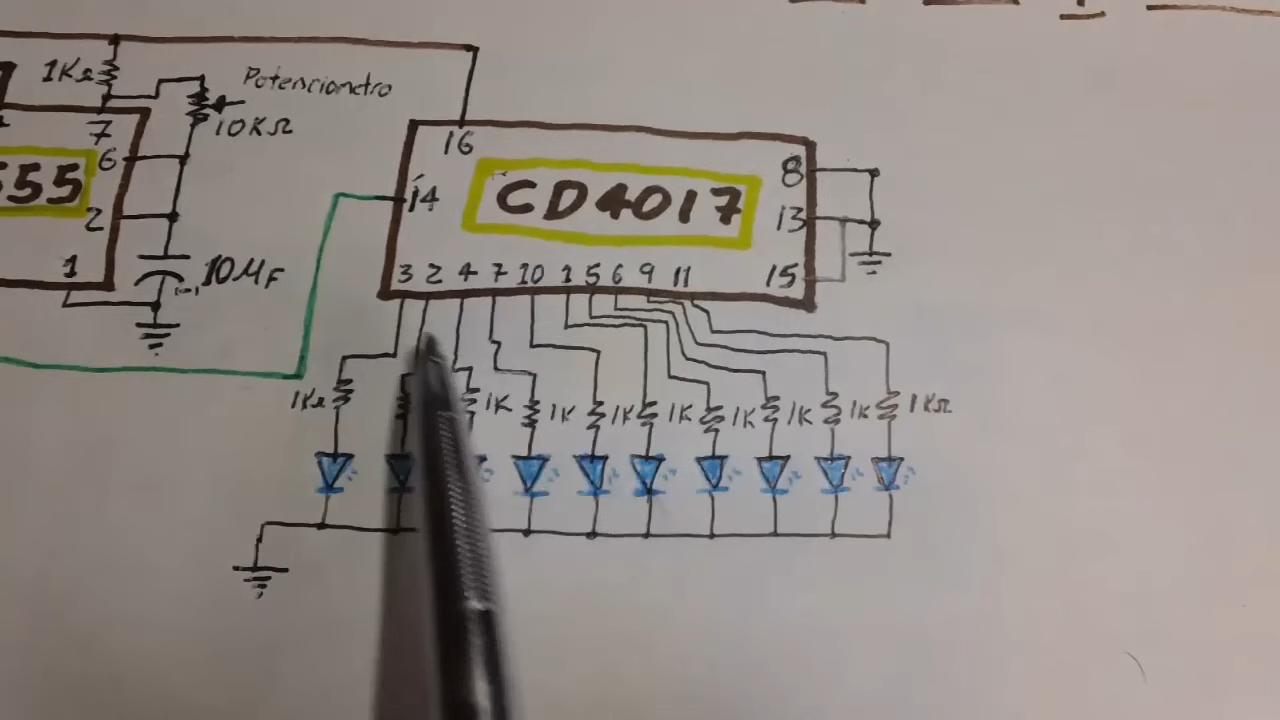 1KΩ
Potenciometro
10KΩ
7
6
555
2
1
10MF
16
14
CD4017
8
13
15
3 2 4 7 10 1 5 6 9 11
1KΩ 1K 1K 1K 1K 1K 1K 1K 1KΩ